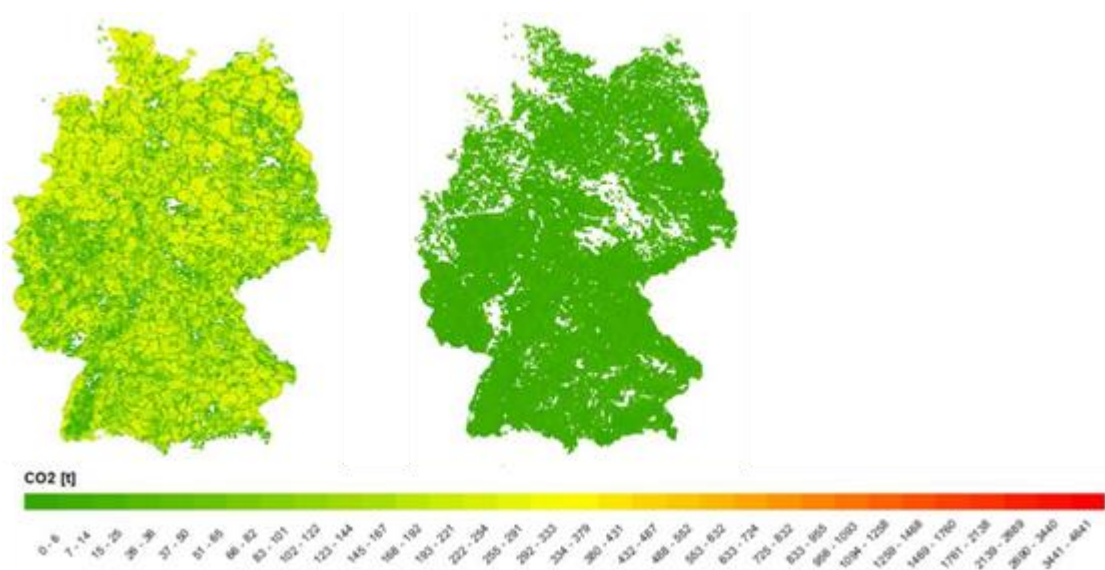 CO2 [t]
0 - 6
7 - 14
15 - 25
26 - 36
37 - 50
51 - 65
66 - 82
83 - 101
102 - 122
123 - 144
145 - 167
168 - 192
193 - 221
222 - 254
255 - 291
292 - 333
334 - 379
380 - 431
432 - 487
488 - 552
553 - 632
633 - 724
725 - 832
833 - 955
956 - 1093
1094 - 1258
1259 - 1468
1469 - 1760
1761 - 2138
2139 - 2689
2690 - 3440
3441 - 4841